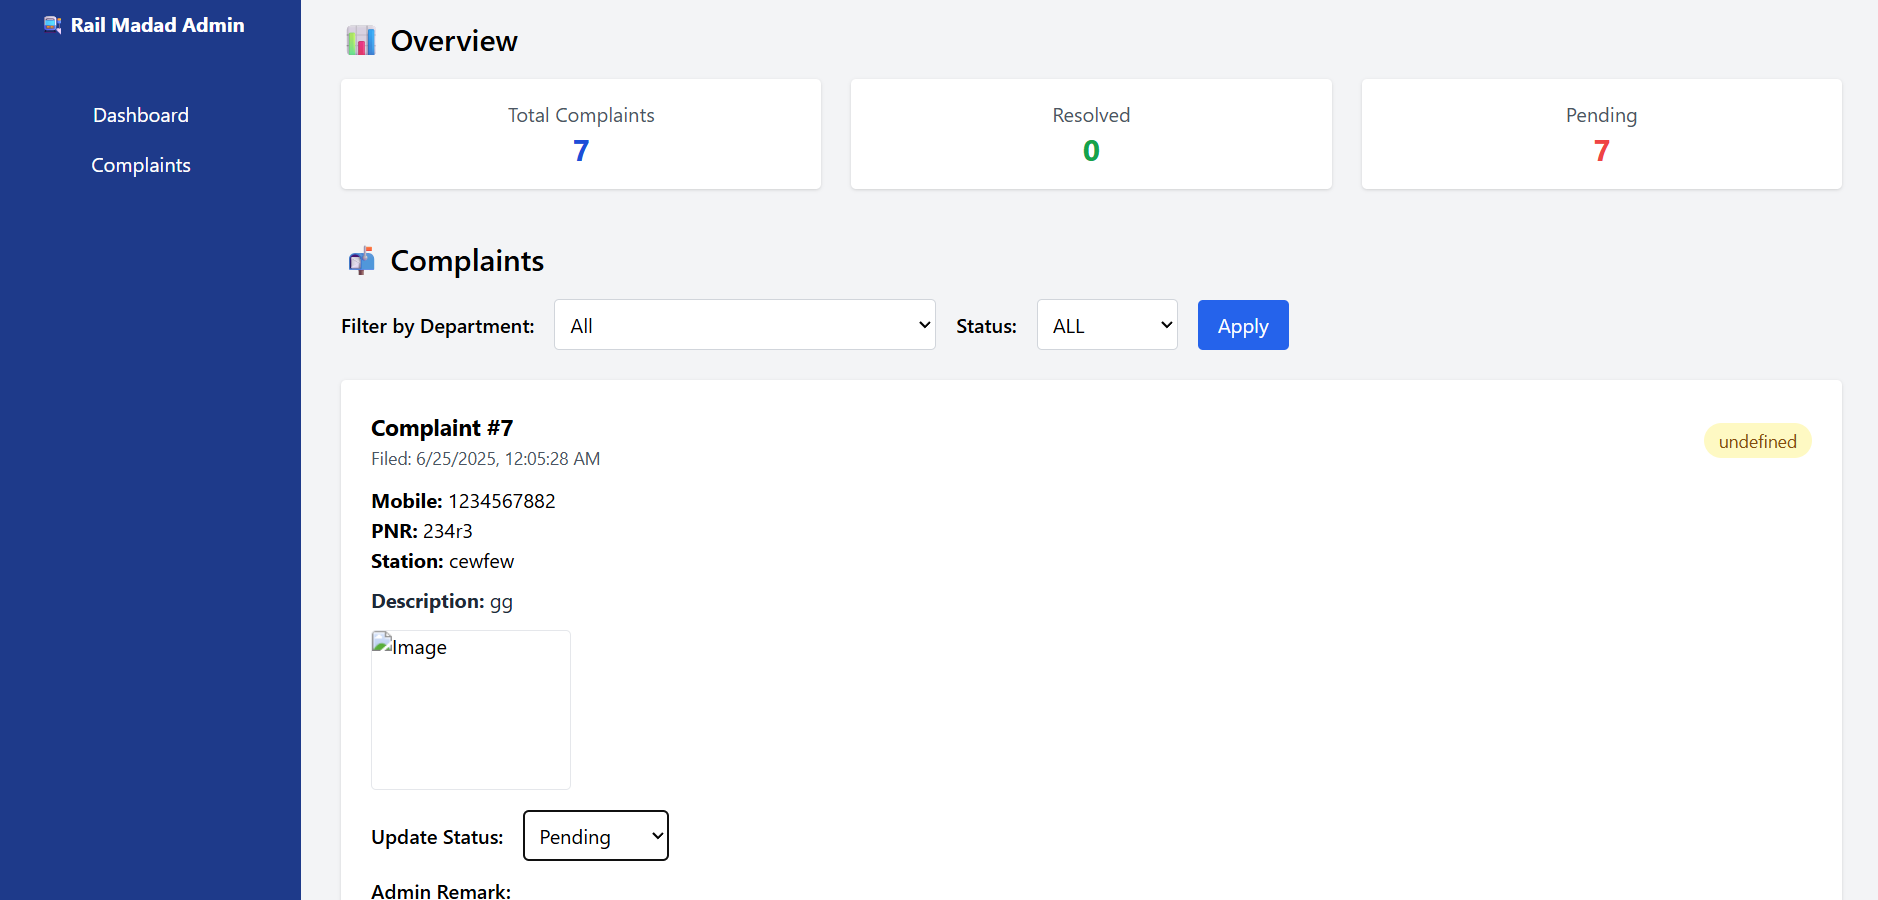 Rail Madad Admin
Dashboard
Complaints
Overview
Total Complaints
7
Resolved
0
Pending
7
Complaints
Filter by Department: All Status: ALL Apply
Complaint #7
undefined
Filed: 6/25/2025, 12:05:28 AM
Mobile: 1234567882
PNR: 234r3
Station: cewfew
Description: gg
Image
Update Status: Pending
Admin Remark: